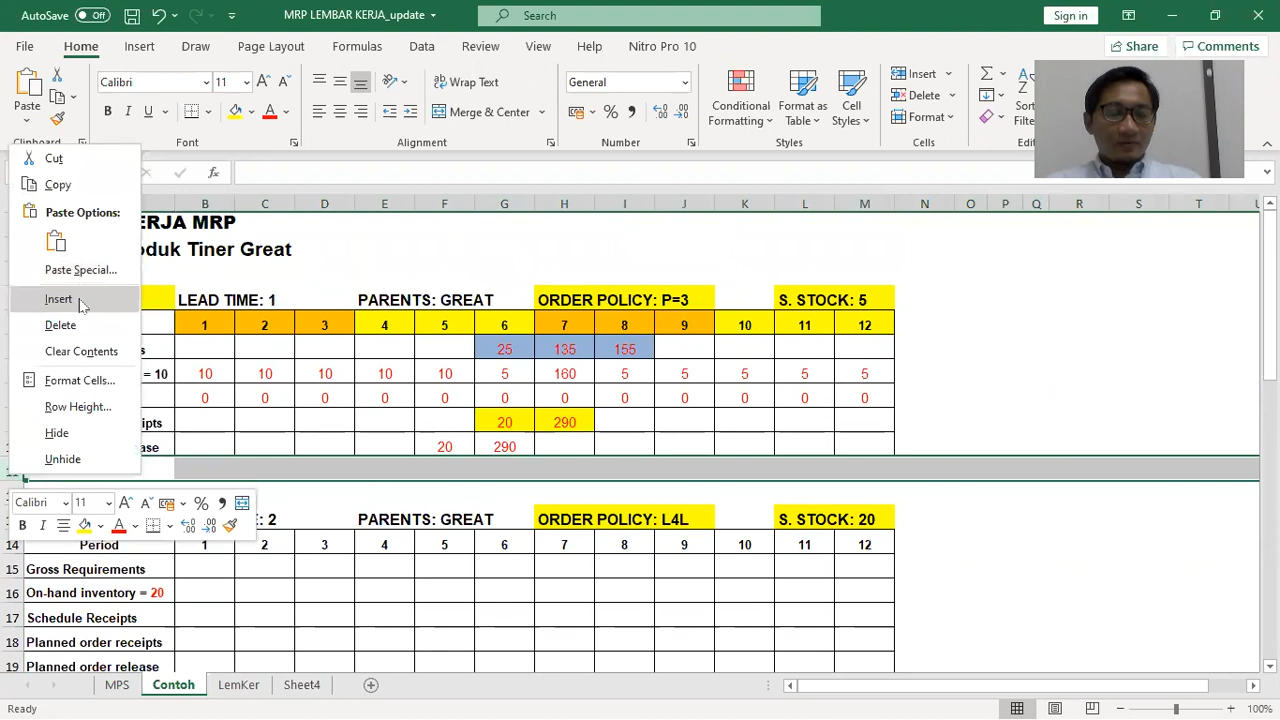 AutoSave Off MRP LEMBAR KERJA_update Search Sign in
File Home Insert Draw Page Layout Formulas Data Review View Help Nitro Pro 10 Share Comments
Paste Calibri 11 Wrap Text General Conditional Formatting Format as Table Cell Styles Insert
B I U Merge & Center Delete
Format
Clipboard Font Alignment Number Styles Cells
Cut
Copy
Paste Options:
Paste Special...
Insert
Delete
Clear Contents
Format Cells...
Row Height...
Hide
Unhide
Calibri 11
B I
B C D E F G H I J K L M N O P Q R S T
ERJA MRP
oduk Tiner Great
LEAD TIME: 1 PARENTS: GREAT ORDER POLICY: P=3 S. STOCK: 5
1 2 3 4 5 6 7 8 9 10 11 12
s 25 135 155
= 10 10 10 10 10 10 5 160 5 5 5 5 5
0 0 0 0 0 0 0 0 0 0 0 0
ipts 20 290
ase 20 290
: 2 PARENTS: GREAT ORDER POLICY: L4L S. STOCK: 20
14 Period 1 2 3 4 5 6 7 8 9 10 11 12
15 Gross Requirements
16 On-hand inventory = 20
17 Schedule Receipts
18 Planned order receipts
19 Planned order release
MPS Contoh LemKer Sheet4
Ready 100%